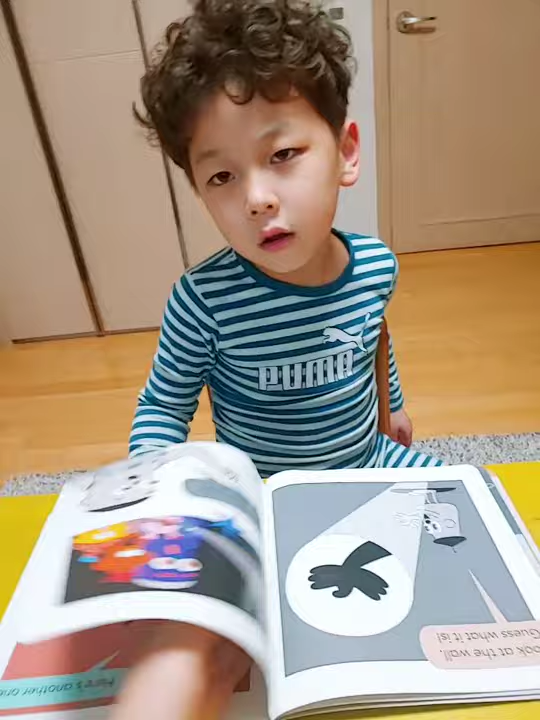 PUMA
Look at the wall.
Guess what it is!
Here's another one